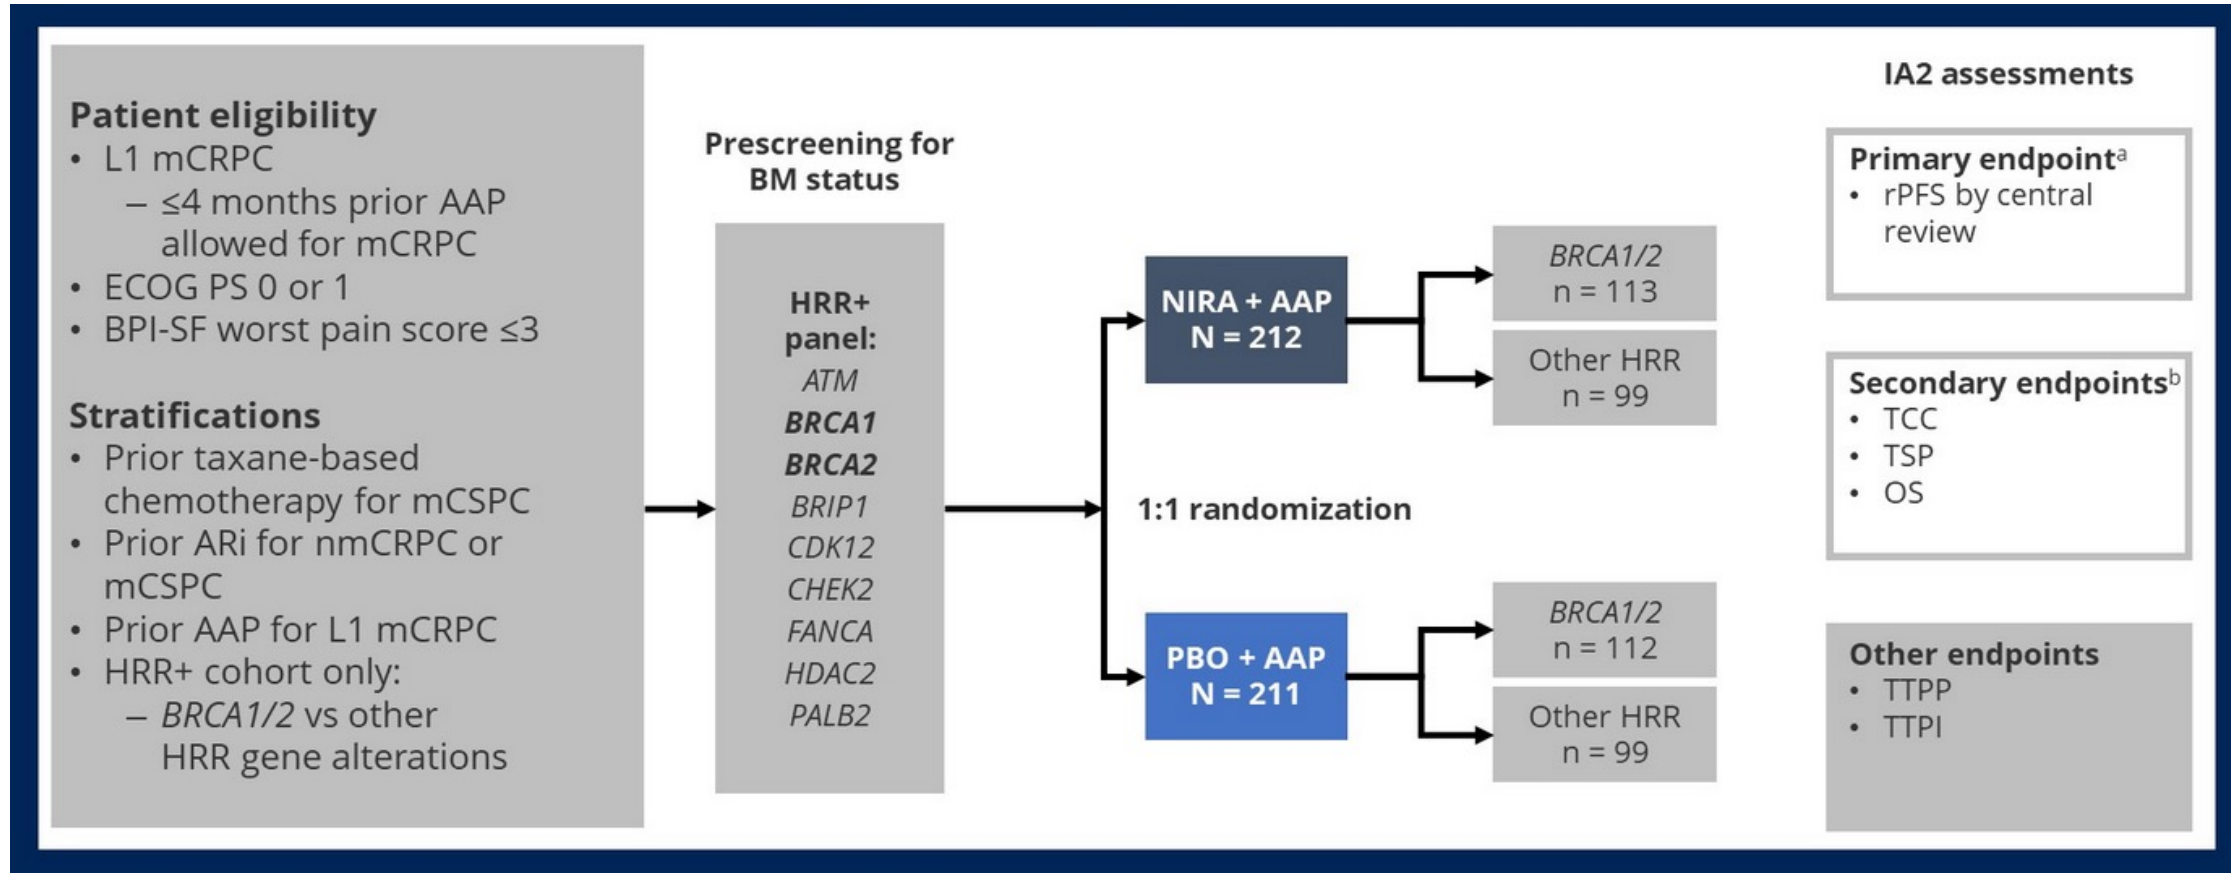 Patient eligibility
• L1 mCRPC
– ≤4 months prior AAP
allowed for mCRPC
• ECOG PS 0 or 1
• BPI-SF worst pain score ≤3
Stratifications
• Prior taxane-based
chemotherapy for mCSPC
• Prior ARi for nmCRPC or
mCSPC
• Prior AAP for L1 mCRPC
• HRR+ cohort only:
– BRCA1/2 vs other
HRR gene alterations
Prescreening for
BM status
HRR+
panel:
ATM
BRCA1
BRCA2
BRIP1
CDK12
CHEK2
FANCA
HDAC2
PALB2
1:1 randomization
NIRA + AAP
N = 212
BRCA1/2
n = 113
Other HRR
n = 99
PBO + AAP
N = 211
BRCA1/2
n = 112
Other HRR
n = 99
IA2 assessments
Primary endpointᵃ
• rPFS by central
review
Secondary endpointsᵇ
• TCC
• TSP
• OS
Other endpoints
• TTPP
• TTPI